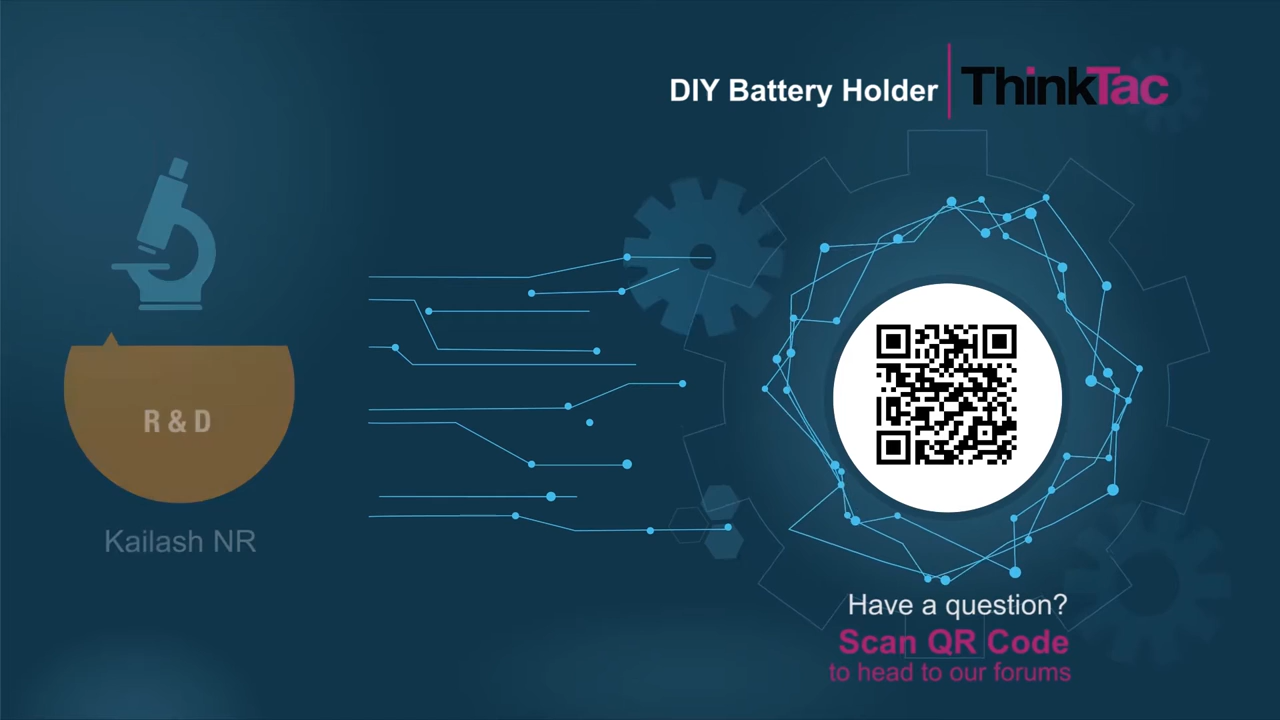 DIY Battery Holder
ThinkTac
R & D
Kailash NR
Have a question?
Scan QR Code
to head to our forums